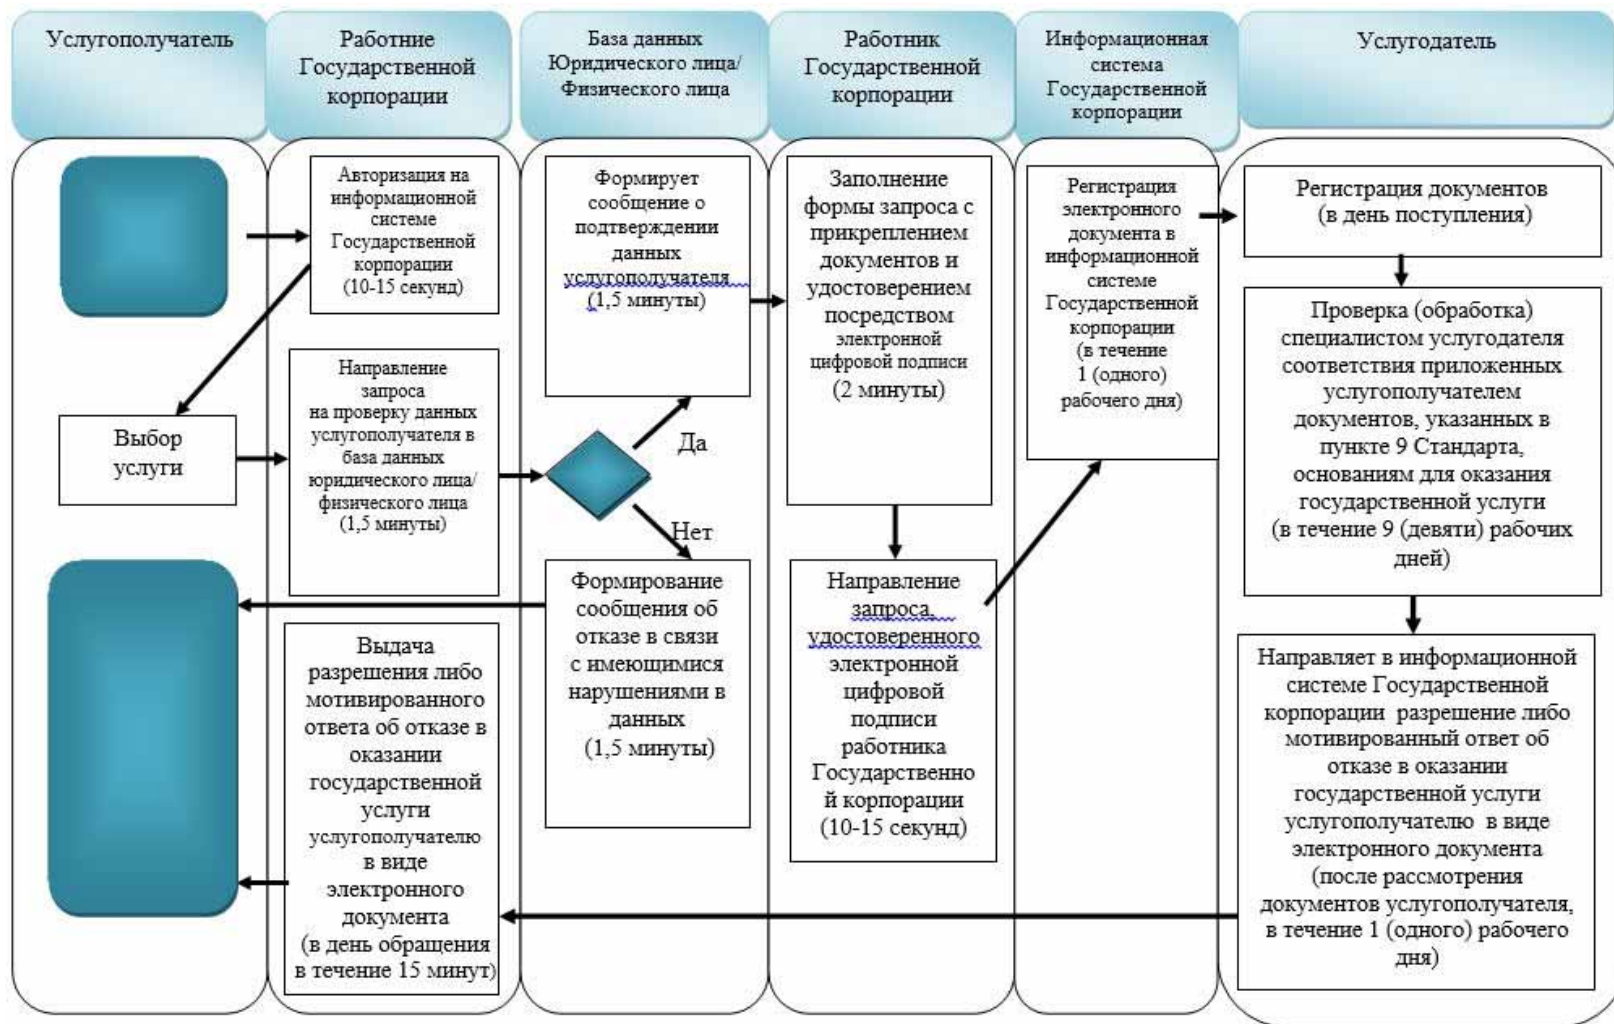 Услугополучатель
Работние
Государственной
корпорации
База данных
Юридического лица/
Физического лица
Работник
Государственной
корпорации
Информационная
система
Государственной
корпорации
Услугодатель
Авторизация на
информационной
системе
Государственной
корпорации
(10-15 секунд)
Выбор
услуги
Направление
запроса
на проверку данных
услугополучателя в
база данных
юридического лица/
физического лица
(1,5 минуты)
Формирует
сообщение о
подтверждении
данных
услугополучателя
(1,5 минуты)
Да
Нет
Формирование
сообщения об
отказе в связи
с имеющимися
нарушениями в
данных
(1,5 минуты)
Заполнение
формы запроса с
прикреплением
документов и
удостоверением
посредством
электронной
цифровой подписи
(2 минуты)
Направление
запроса,
удостоверенного
электронной
цифровой
подписи
работника
Государственно
й корпорации
(10-15 секунд)
Регистрация
электронного
документа в
информационной
системе
Государственной
корпорации
(в течение
1 (одного)
рабочего дня)
Регистрация документов
(в день поступления)
Проверка (обработка)
специалистом услугодателя
соответствия приложенных
услугополучателем
документов, указанных в
пункте 9 Стандарта,
основаниям для оказания
государственной услуги
(в течение 9 (девяти) рабочих
дней)
Направляет в информационной
системе Государственной
корпорации разрешение либо
мотивированный ответ об
отказе в оказании
государственной услуги
услугополучателю в виде
электронного документа
(после рассмотрения
документов услугополучателя,
в течение 1 (одного) рабочего
дня)
Выдача
разрешения либо
мотивированного
ответа об отказе в
оказании
государственной
услуги
услугополучателю
в виде
электронного
документа
(в день обращения
в течение 15 минут)